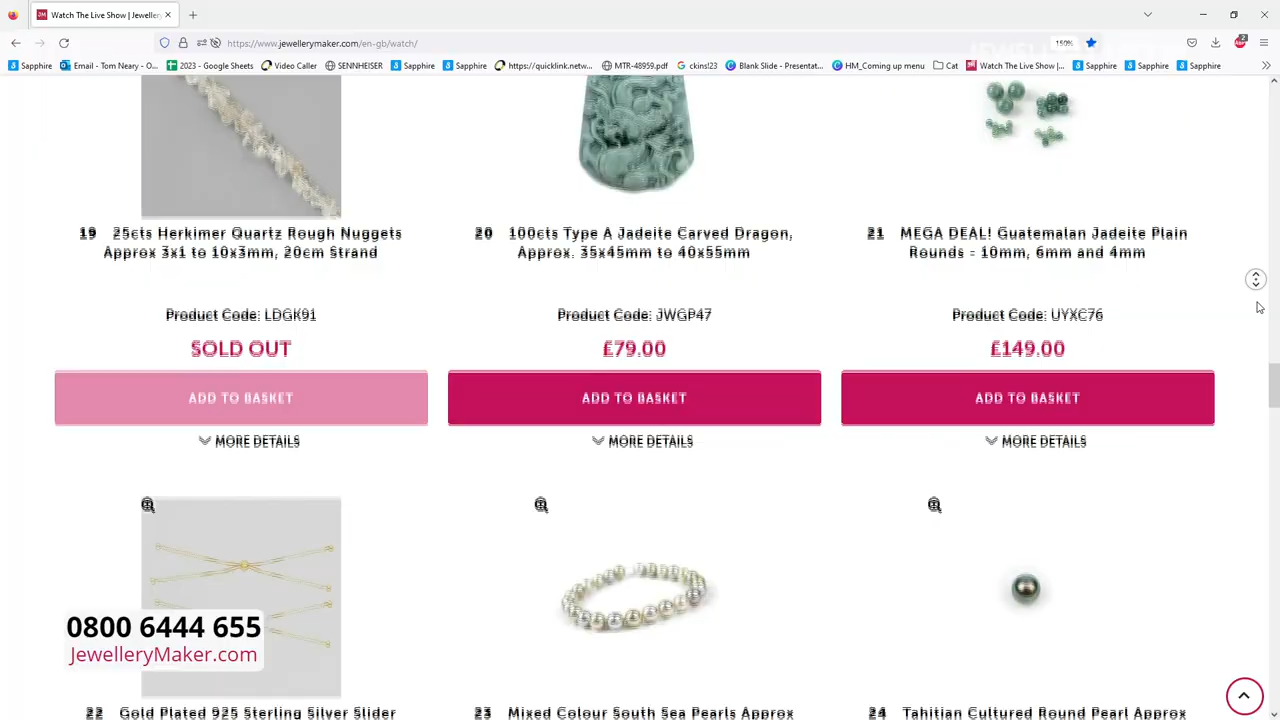 Watch The Live Show | Jewellery
https://www.jewellerymaker.com
gb/watch/
150%
2
Sapphire
Email - Tom Neary - O...
2023 - Google Sheets
Video Caller
SENNHEISER
Sapphire
Sapphire
https://quicklink.netw...
MTR-48959.pdf
ckinsl23
Blank Slide - Presentat...
HM_Coming up menu
Cat
Watch The Live Show |...
Sapphire
Sapphire
Sapphire
19 25cts Herkimer Quartz Rough Nuggets
Approx 3x1 to 10x3mm, 20cm Strand
Product Code: LDGK91
SOLD OUT
ADD TO BASKET
MORE DETAILS
20 100cts Type A Jadeite Carved Dragon,
Approx. 35x45mm to 40x55mm
Product Code: JWGP47
£79.00
ADD TO BASKET
MORE DETAILS
21 MEGA DEAL! Guatemalan Jadeite Plain
Rounds - 10mm, 6mm and 4mm
Product Code: UYXC76
£149.00
ADD TO BASKET
MORE DETAILS
0800 6444 655
JewelleryMaker.com
22 Gold Plated 925 Sterling Silver Slider
23 Mixed Colour South Sea Pearls Approx
24 Tahitian Cultured Round Pearl Approx